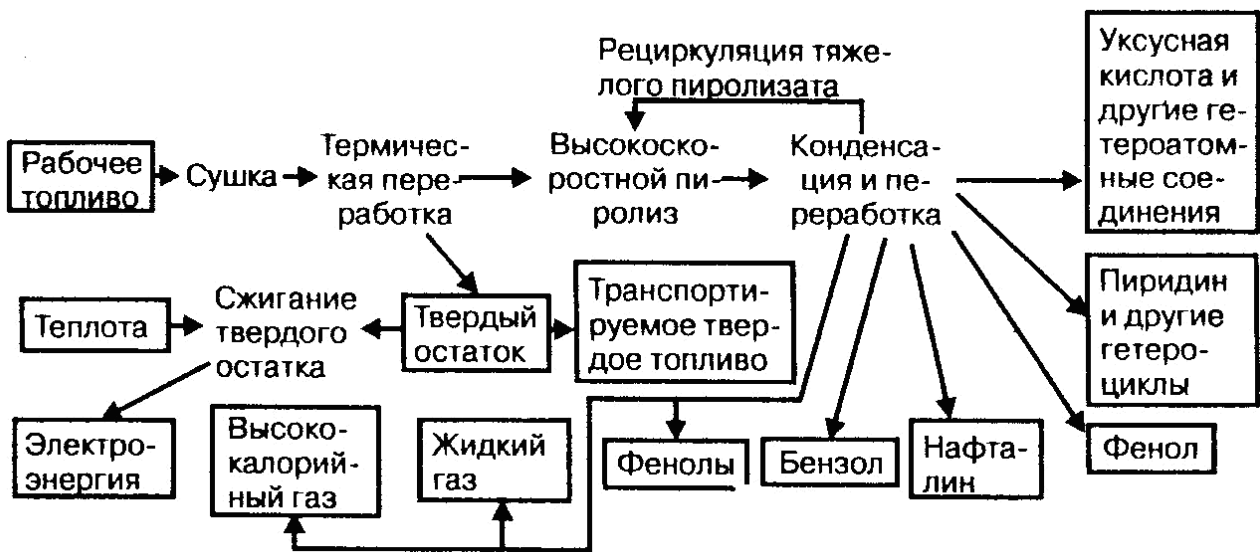 Рециркуляция тяже-
лого пиролизата
Уксусная
кислота и
другие ге-
тероатом-
ные сое-
динения
Рабочее
топливо
Сушка
Термичес-
кая пере-
работка
Высокоско-
ростной пи-
ролиз
Конденса-
ция и пе-
реработка
Теплота
Сжигание
твердого
остатка
Твердый
остаток
Транспорти-
руемое твер-
дое топливо
Пиридин
и другие
гетеро-
циклы
Электро-
энергия
Высоко-
калорий-
ный газ
Жидкий
газ
Фенолы
Бензол
Нафта-
лин
Фенол